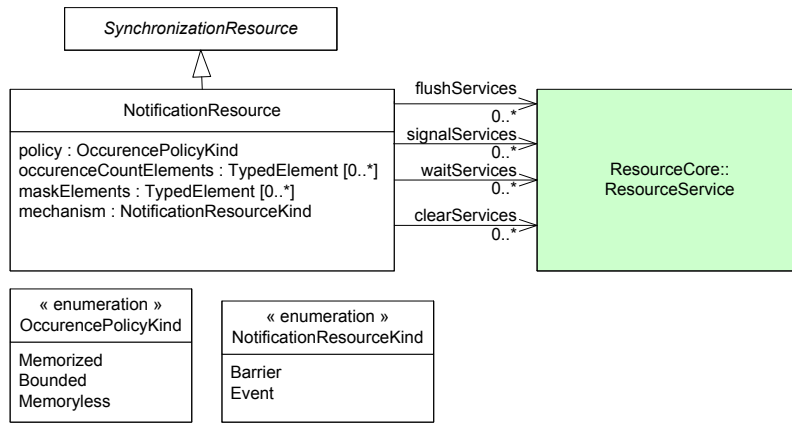 SynchronizationResource
NotificationResource
policy : OccurencePolicyKind
occurenceCountElements : TypedElement [0..*]
maskElements : TypedElement [0..*]
mechanism : NotificationResourceKind
flushServices
0..*
signalServices
0..*
waitServices
0..*
clearServices
0..*
ResourceCore::
ResourceService
« enumeration »
OccurencePolicyKind
Memorized
Bounded
Memoryless
« enumeration »
NotificationResourceKind
Barrier
Event